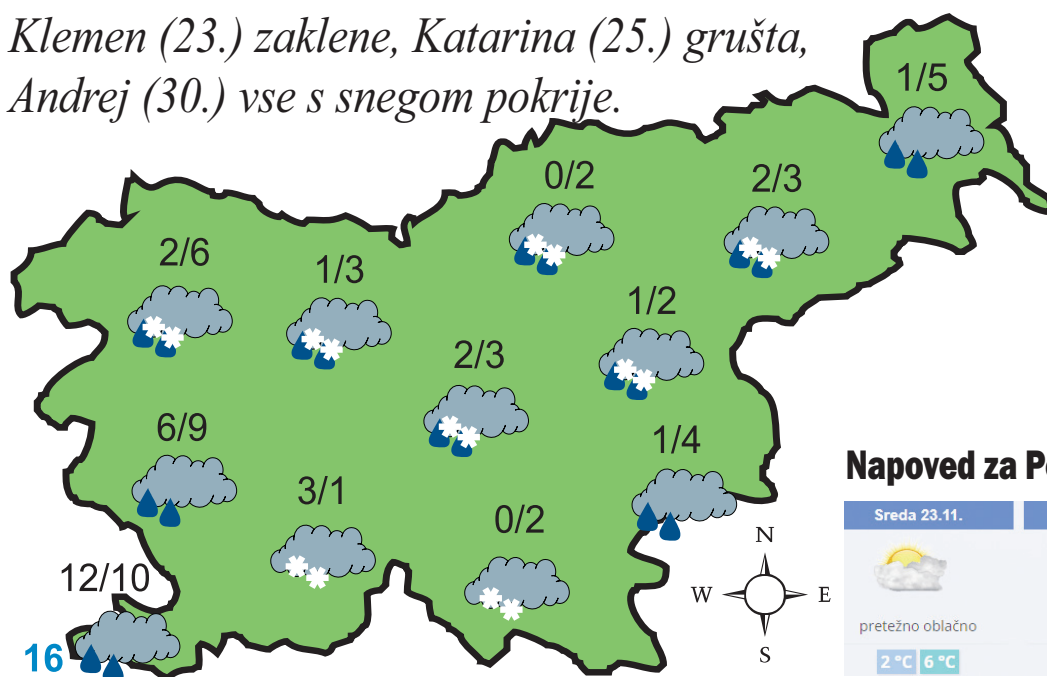 Klemen (23.) zaklene, Katarina (25.) grušta,
Andrej (30.) vse s snegom pokrije.
1/5
0/2
2/3
2/6
1/3
1/2
2/3
6/9
1/4
3/1
0/2
12/10
16
N
W
E
S
Napoved za
Sreda 23.11.
pretežno oblačno
2 °C 6 °C